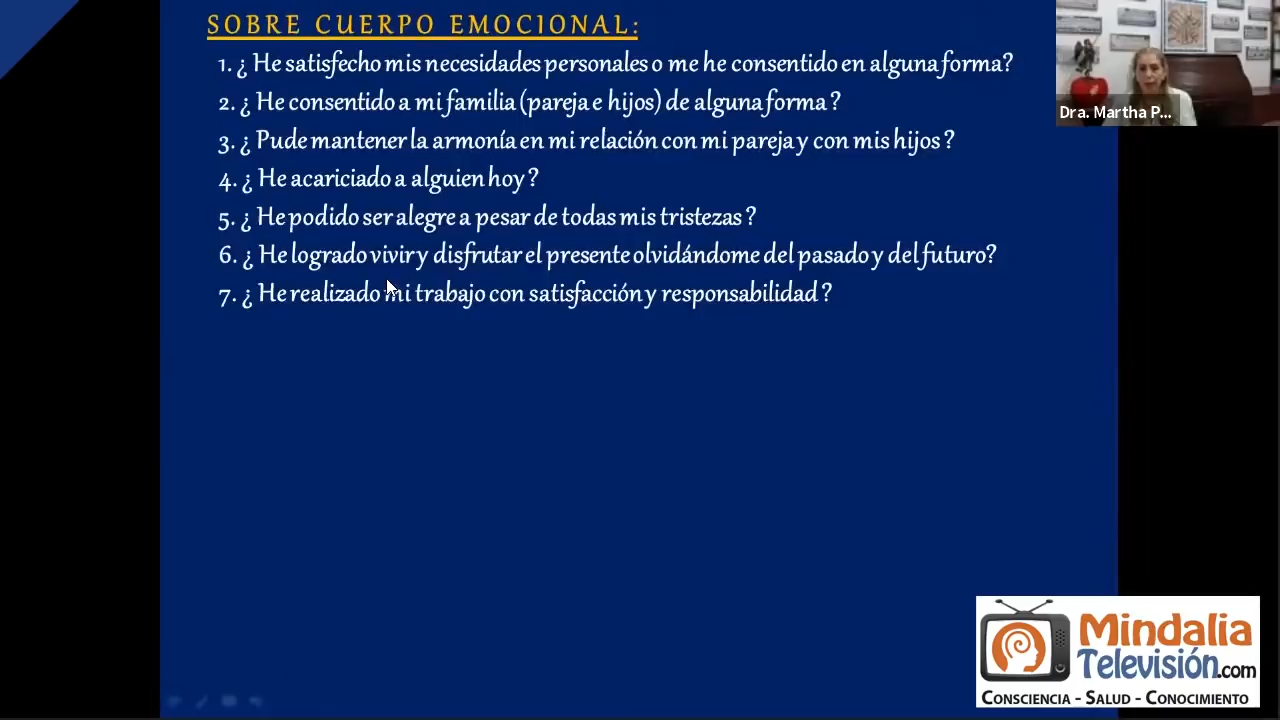 SOBRE CUERPO EMOCIONAL:
1. ¿ He satisfecho mis necesidades personales o me he consentido en alguna forma?
2. ¿ He consentido a mi familia (pareja e hijos) de alguna forma ?
3. ¿ Pude mantener la armonía en mi relación con mi pareja y con mis hijos ?
4. ¿ He acariciado a alguien hoy ?
5. ¿ He podido ser alegre a pesar de todas mis tristezas ?
6. ¿ He logrado vivir y disfrutar el presente olvidándome del pasado y del futuro?
7. ¿ He realizado mi trabajo con satisfacción y responsabilidad ?
Dra. Martha P...
Mindalia
Televisión.com
CONSCIENCIA - SALUD - CONOCIMIENTO